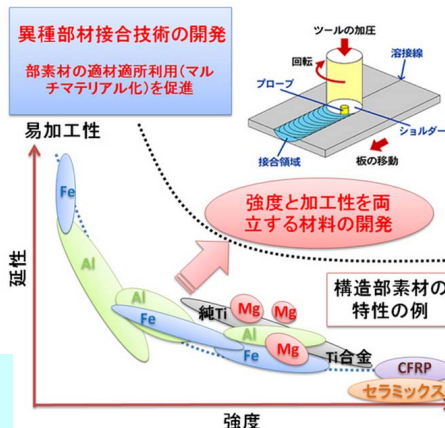 異種部材接合技術の開発
部素材の適材適所利用(マル
チマテリアル化)を促進
ツールの加圧
回転
溶接線
プローブ
ショルダー
接合領域
板の移動
易加工性
強度と加工性を両
立する材料の開発
構造部素材の
特性の例
延性
Fe
Al
Al
純Ti
Mg
Mg
Al
Fe
Mg
Ti合金
CFRP
セラミックス
強度